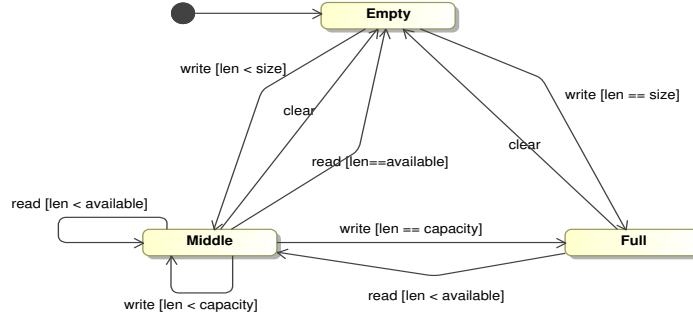 Empty
write [len < size]
write [len == size]
clear
clear
read [len==available]
read [len < available]
Middle
write [len == capacity]
Full
read [len < available]
write [len < capacity]